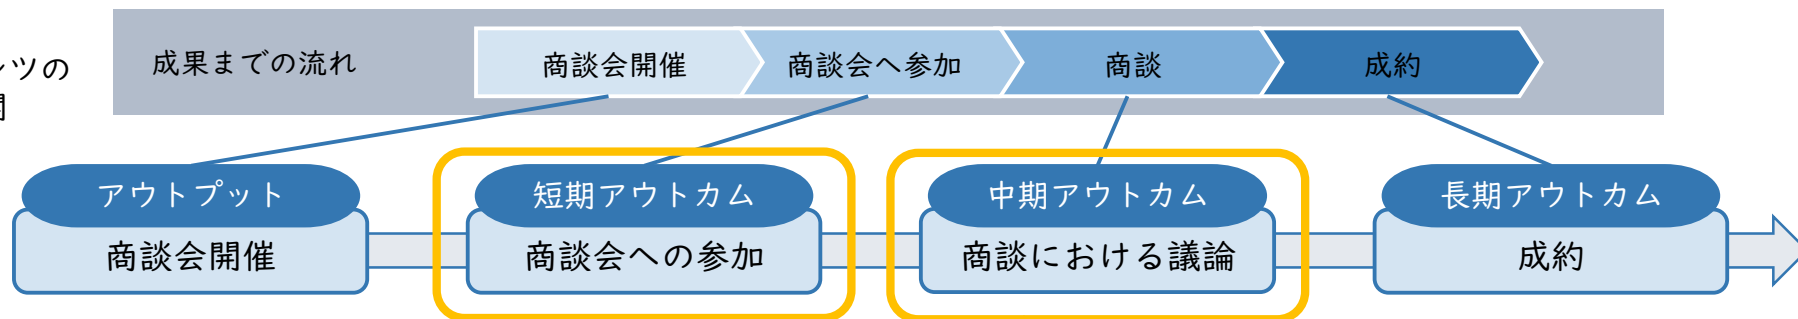 ツの
成果までの流れ
商談会開催
商談会へ参加
商談
成約
アウトプット
短期アウトカム
中期アウトカム
長期アウトカム
商談会開催
商談会への参加
商談における議論
成約